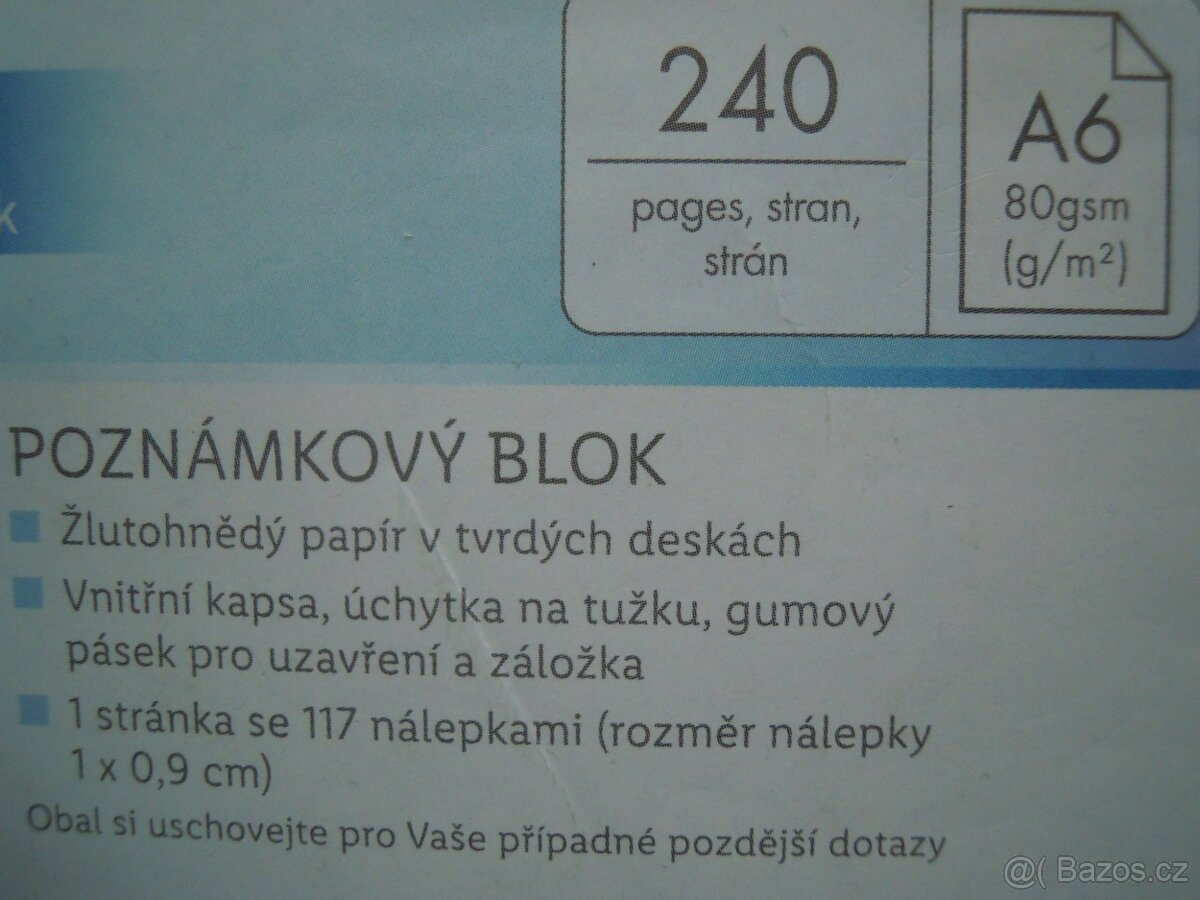 240
pages, stran,
strán
A6
80gsm
(g/m²)
k
POZNÁMKOVÝ BLOK
Žlutohnědý papír v tvrdých deskách
Vnitřní kapsa, úchytka na tužku, gumový
pásek pro uzavření a záložka
1 stránka se 117 nálepkami (rozměr nálepky
1 x 0,9 cm)
Obal si uschovejte pro Vaše případné pozdější dotazy
@( Bazos.cz